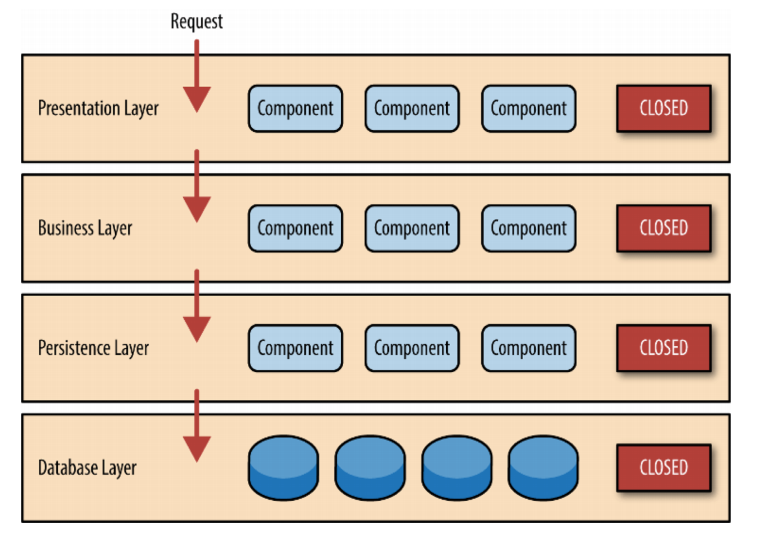 Request
Presentation Layer Component Component Component CLOSED
Business Layer Component Component Component CLOSED
Persistence Layer Component Component Component CLOSED
Database Layer CLOSED